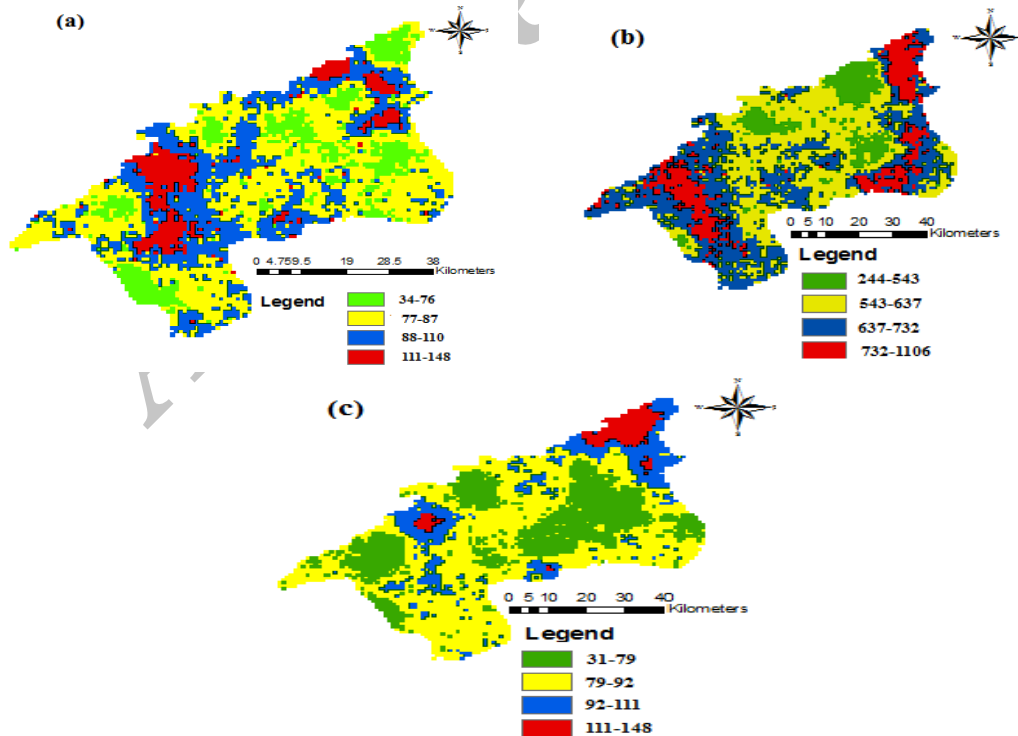 (a)
N
W
E
S
0 4.759.5 19 28.5 38
Kilometers
Legend
34-76
77-87
88-110
111-148
(b)
N
W
E
S
0 5 10 20 30 40
Kilometers
Legend
244-543
543-637
637-732
732-1106
(c)
N
W
E
S
0 5 10 20 30 40
Kilometers
Legend
31-79
79-92
92-111
111-148